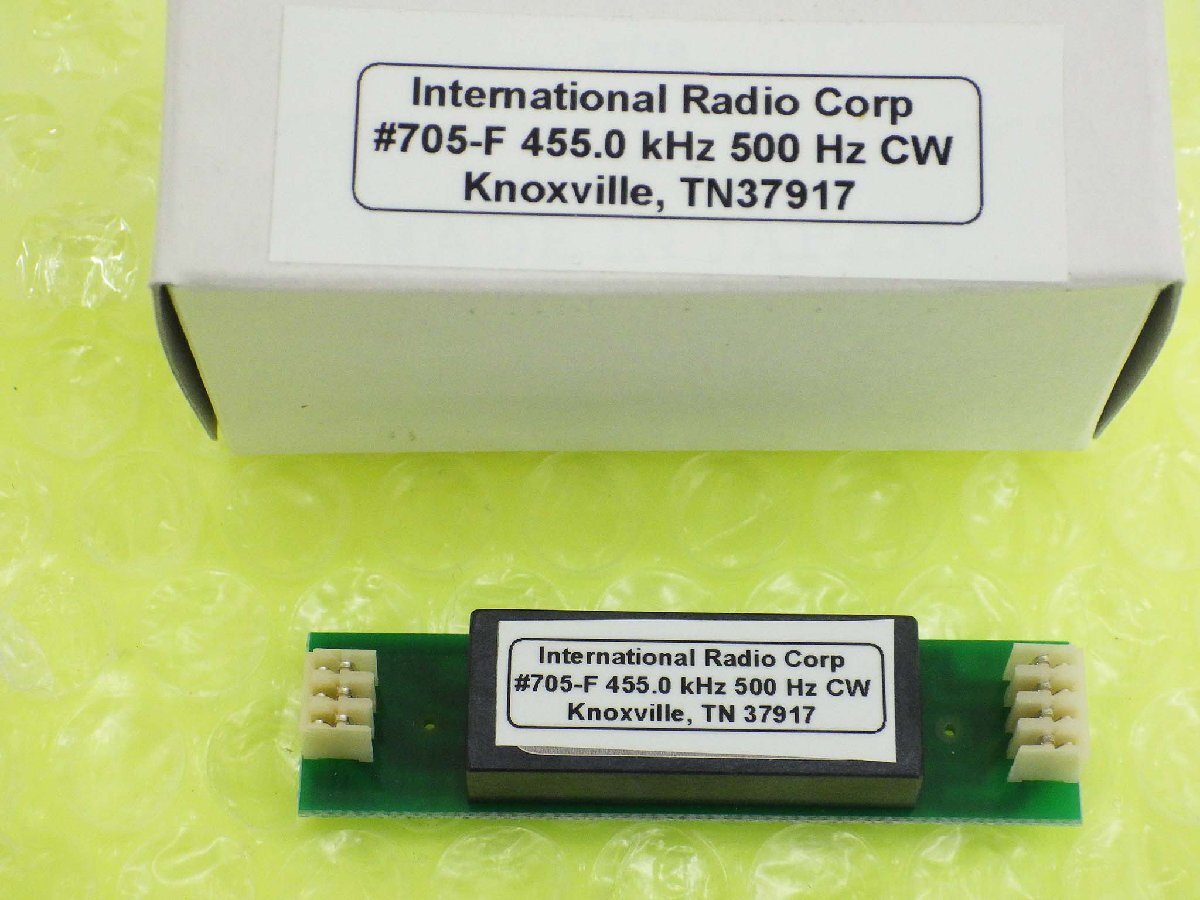 International Radio Corp
#705-F 455.0 kHz 500 Hz CW
Knoxville, TN37917
International Radio Corp
#705-F 455.0 kHz 500 Hz CW
Knoxville, TN 37917